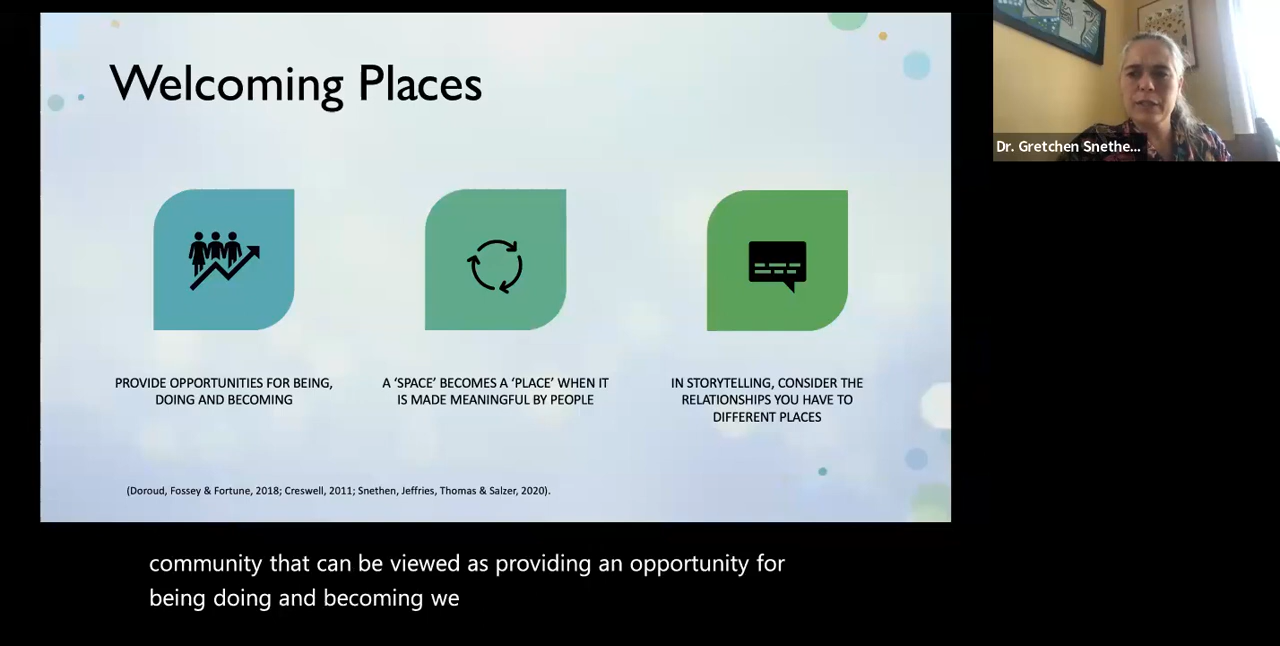 Welcoming Places
PROVIDE OPPORTUNITIES FOR BEING,
DOING AND BECOMING
A ‘SPACE’ BECOMES A ‘PLACE’ WHEN IT
IS MADE MEANINGFUL BY PEOPLE
IN STORYTELLING, CONSIDER THE
RELATIONSHIPS YOU HAVE TO
DIFFERENT PLACES
(Doroud, Fossey & Fortune, 2018; Creswell, 2011; Snethen, Jeffries, Thomas & Salzer, 2020).
Dr. Gretchen Snethe...
community that can be viewed as providing an opportunity for
being doing and becoming we